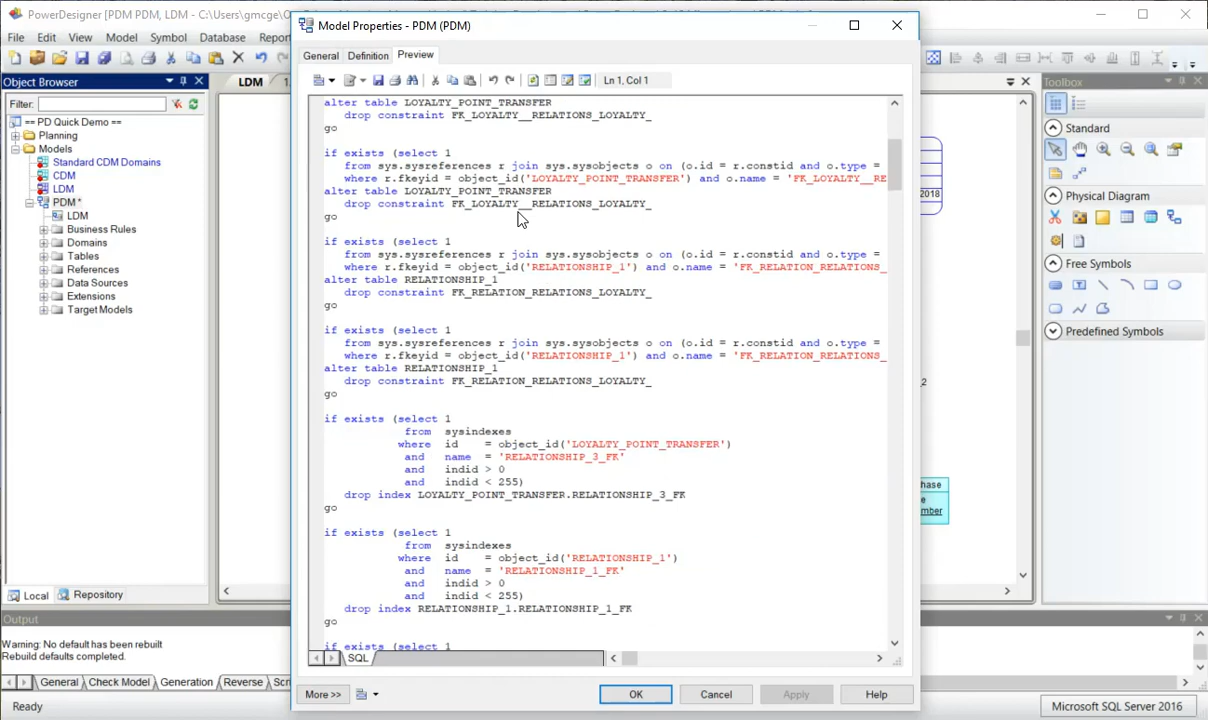 PowerDesigner [PDM PDM, LDM - C:\Users\gmcge\O
File Edit View Model Symbol Database Repor
Object Browser
Filter:
== PD Quick Demo ==
Planning
Models
Standard CDM Domains
CDM
LDM
PDM *
LDM
Business Rules
Domains
Tables
References
Data Sources
Extensions
Target Models
Local Repository
LDM
Model Properties - PDM (PDM)
General Definition Preview
Ln 1, Col 1
alter table LOYALTY_POINT_TRANSFER
drop constraint FK_LOYALTY__RELATIONS_LOYALTY_
go
if exists (select 1
from sys.sysreferences r join sys.sysobjects o on (o.id = r.constid and o.type =
where r.fkeyid = object_id('LOYALTY_POINT_TRANSFER') and o.name = 'FK_LOYALTY__RE
alter table LOYALTY_POINT_TRANSFER
drop constraint FK_LOYALTY__RELATIONS_LOYALTY_
go
if exists (select 1
from sys.sysreferences r join sys.sysobjects o on (o.id = r.constid and o.type =
where r.fkeyid = object_id('RELATIONSHIP_1') and o.name = 'FK_RELATION_RELATIONS_
alter table RELATIONSHIP_1
drop constraint FK_RELATION_RELATIONS_LOYALTY_
go
if exists (select 1
from sys.sysreferences r join sys.sysobjects o on (o.id = r.constid and o.type =
where r.fkeyid = object_id('RELATIONSHIP_1') and o.name = 'FK_RELATION_RELATIONS_
alter table RELATIONSHIP_1
drop constraint FK_RELATION_RELATIONS_LOYALTY_
go
if exists (select 1
from sysindexes
where id = object_id('LOYALTY_POINT_TRANSFER')
and name = 'RELATIONSHIP_3_FK'
and indid > 0
and indid < 255)
drop index LOYALTY_POINT_TRANSFER.RELATIONSHIP_3_FK
go
if exists (select 1
from sysindexes
where id = object_id('RELATIONSHIP_1')
and name = 'RELATIONSHIP_1_FK'
and indid > 0
and indid < 255)
drop index RELATIONSHIP_1.RELATIONSHIP_1_FK
go
if exists (select 1
SQL
More >> OK Cancel Apply Help
2018
_2
hase
e
mber
Toolbox
Standard
Physical Diagram
Free Symbols
Predefined Symbols
Output
Warning: No default has been rebuilt
Rebuild defaults completed.
General Check Model Generation Reverse Scr
Ready
Microsoft SQL Server 2016